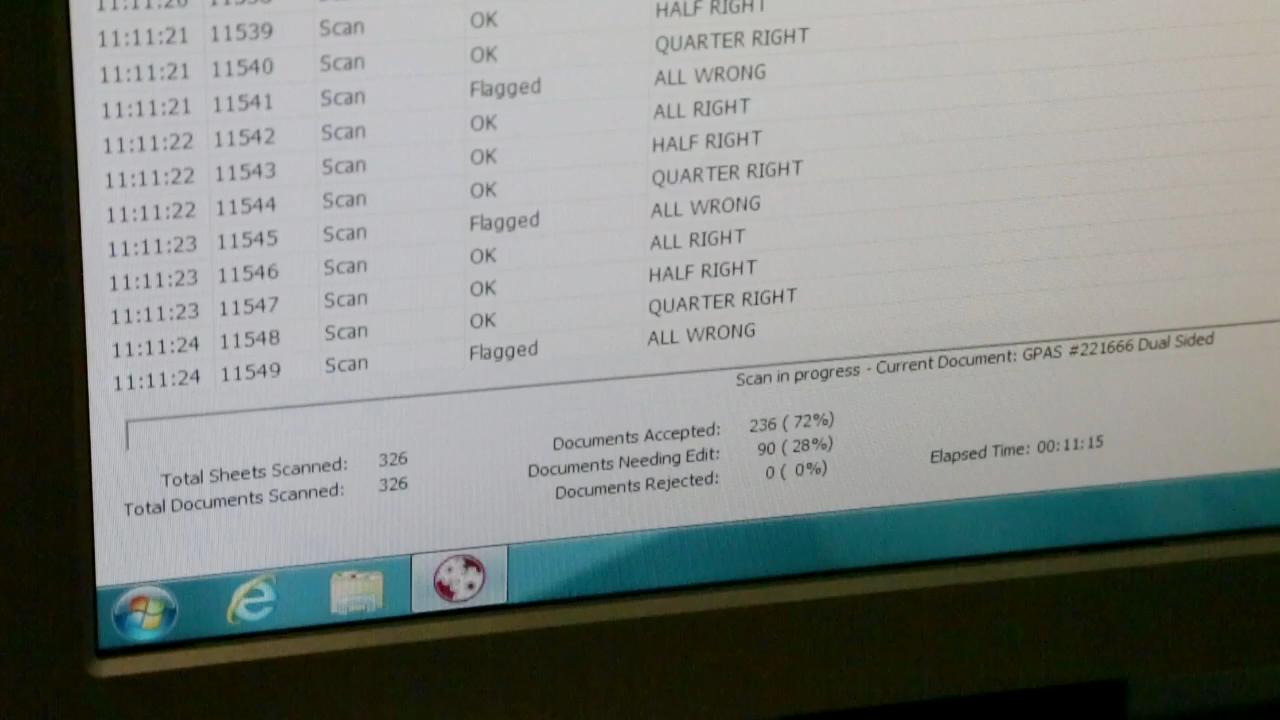 11:11:20 11538
11:11:21 11539 Scan OK HALF RIGHT
11:11:21 11540 Scan OK QUARTER RIGHT
11:11:21 11541 Scan Flagged ALL WRONG
11:11:22 11542 Scan OK ALL RIGHT
11:11:22 11543 Scan OK HALF RIGHT
11:11:22 11544 Scan OK QUARTER RIGHT
11:11:23 11545 Scan Flagged ALL WRONG
11:11:23 11546 Scan OK ALL RIGHT
11:11:23 11547 Scan OK HALF RIGHT
11:11:24 11548 Scan OK QUARTER RIGHT
11:11:24 11549 Scan Flagged ALL WRONG
Scan in progress - Current Document: GPAS #221666 Dual Sided
Total Sheets Scanned: 326
Total Documents Scanned: 326
Documents Accepted: 236 ( 72%)
Documents Needing Edit: 90 ( 28%)
Documents Rejected: 0 ( 0%)
Elapsed Time: 00:11:15